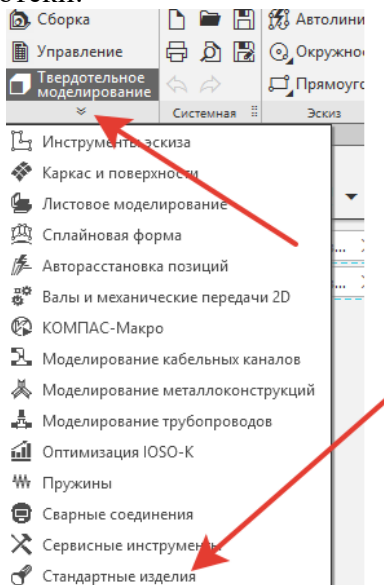 Сборка
Автолини
Управление
Окружнос
Твердотельное
моделирование
Прямоуго
Системная
Эскиз
Инструменты эскиза
Каркас и поверхности
Листовое моделирование
Сплайновая форма
Авторасстановка позиций
Валы и механические передачи 2D
КОМПАС-Макро
Моделирование кабельных каналов
Моделирование металлоконструкций
Моделирование трубопроводов
Оптимизация IOSO-K
Пружины
Сварные соединения
Сервисные инструменты
Стандартные изделия